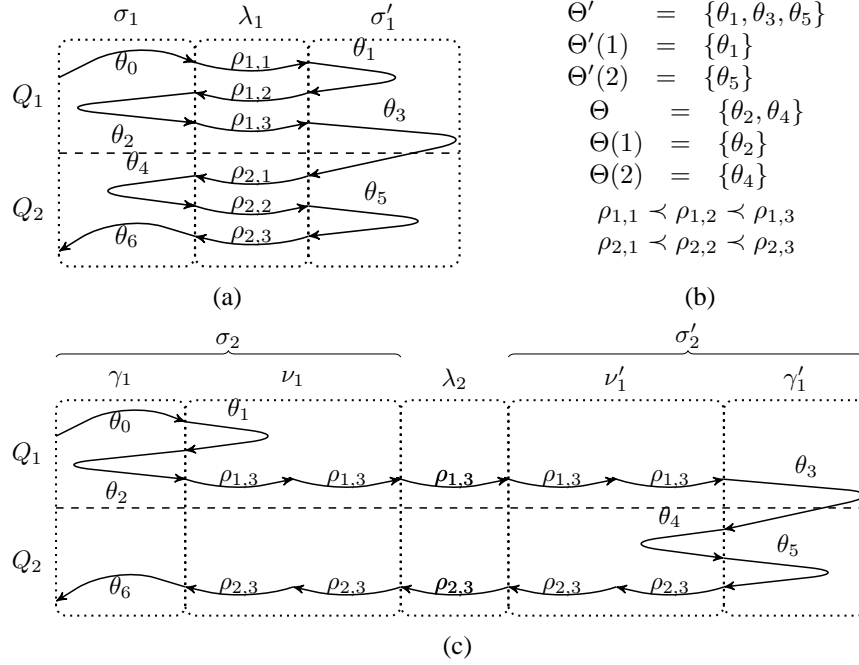 σ₁ λ₁ σ′₁
θ₀ ρ₁,₁ θ₁
Q₁ ρ₁,₂
θ₂ ρ₁,₃ θ₃
θ₄ ρ₂,₁
Q₂ ρ₂,₂ θ₅
θ₆ ρ₂,₃
(a)
Θ′ = {θ₁, θ₃, θ₅}
Θ′(1) = {θ₁}
Θ′(2) = {θ₅}
Θ = {θ₂, θ₄}
Θ(1) = {θ₂}
Θ(2) = {θ₄}
ρ₁,₁ ≺ ρ₁,₂ ≺ ρ₁,₃
ρ₂,₁ ≺ ρ₂,₂ ≺ ρ₂,₃
(b)
σ₂ σ′₂
γ₁ ν₁ λ₂ ν′₁ γ′₁
θ₀ θ₁
Q₁
θ₂ ρ₁,₃ ρ₁,₃ ρ₁,₃ ρ₁,₃ ρ₁,₃ θ₃
θ₄
Q₂ θ₅
θ₆ ρ₂,₃ ρ₂,₃ ρ₂,₃ ρ₂,₃ ρ₂,₃
(c)